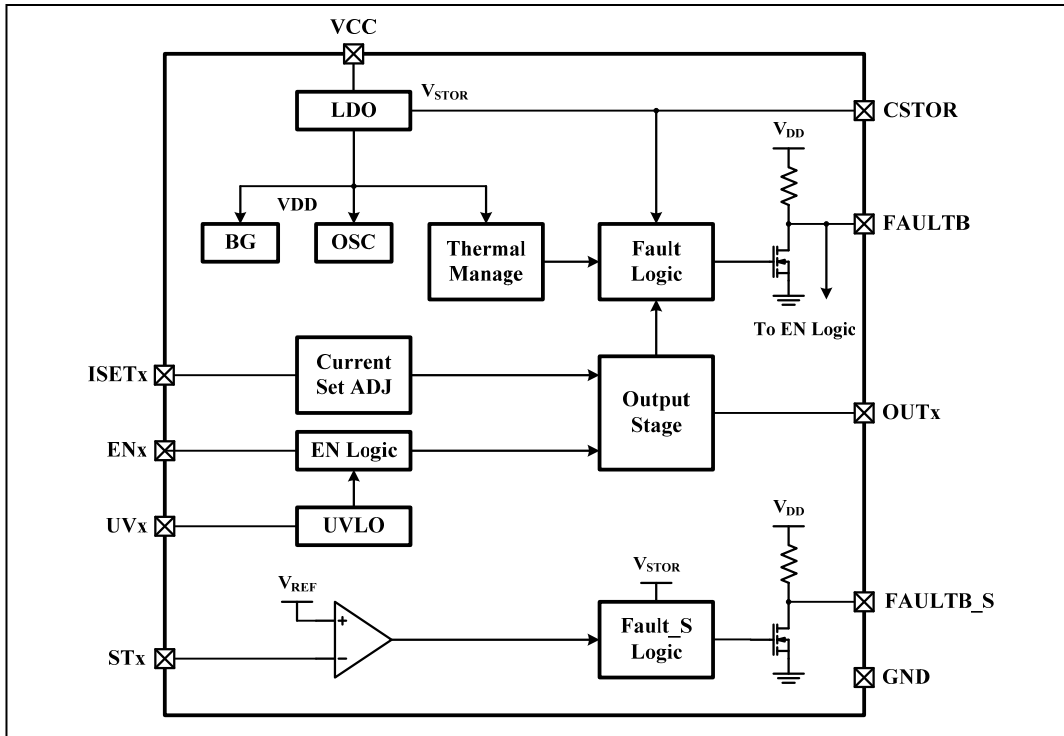 VCC
LDO
VSTOR
CSTOR
VDD
VDD
BG
OSC
Thermal
Manage
Fault
Logic
FAULTB
To EN Logic
ISETx
Current
Set ADJ
Output
Stage
OUTx
ENx
EN Logic
UVx
UVLO
VDD
VREF
VSTOR
+
−
STx
Fault_S
Logic
FAULTB_S
GND